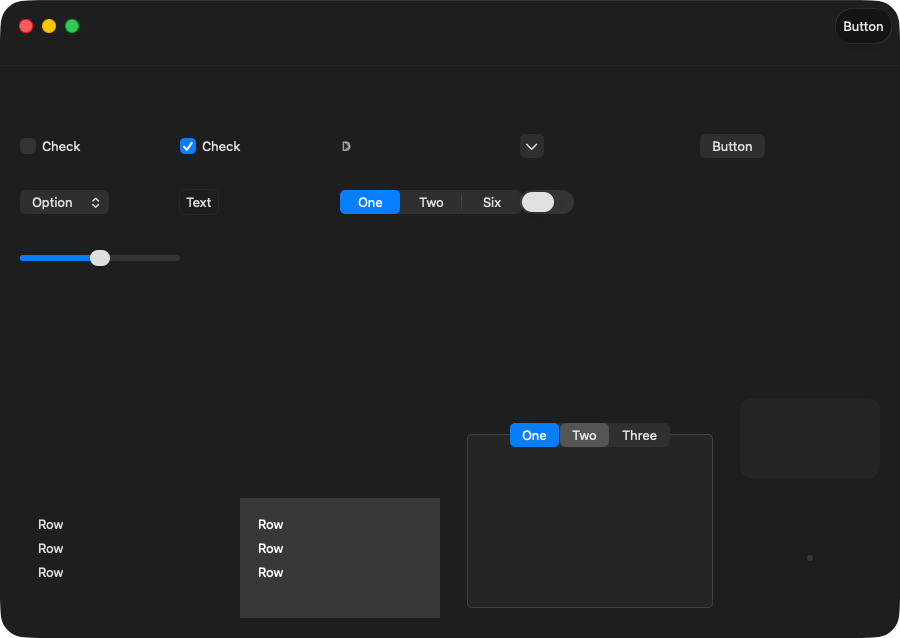 Button
Check
Check
D
Button
Option
Text
One Two Six
One Two Three
Row
Row
Row
Row
Row
Row